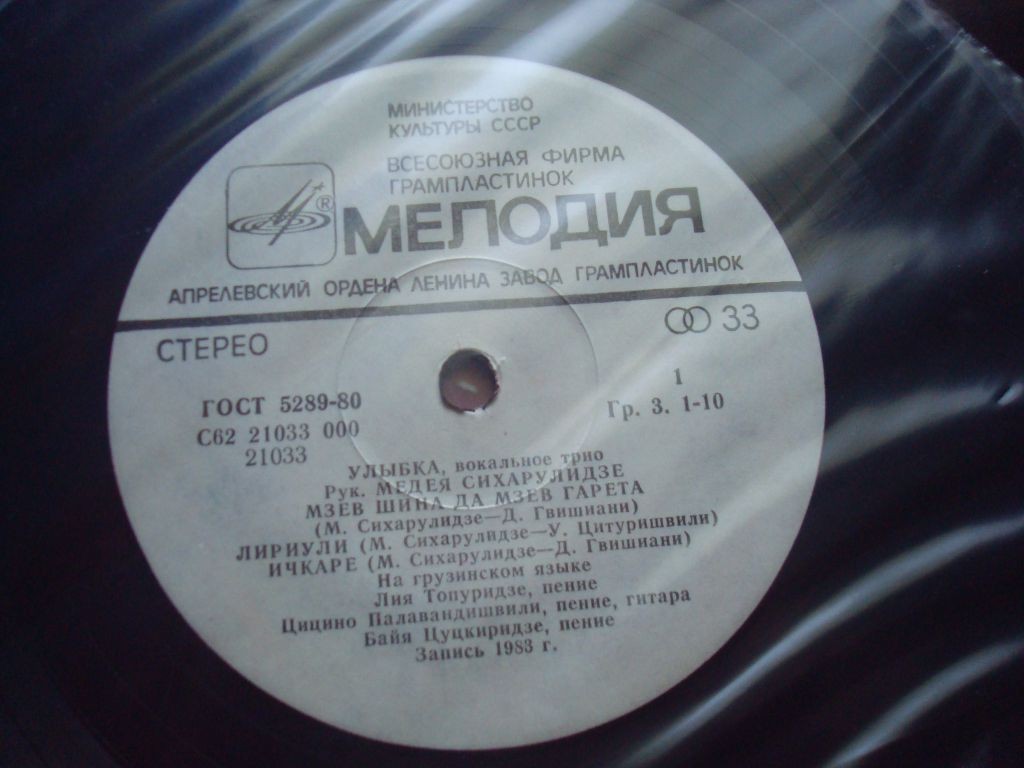 МИНИСТЕРСТВО
КУЛЬТУРЫ СССР
ВСЕСОЮЗНАЯ ФИРМА
ГРАМПЛАСТИНОК
®
МЕЛОДИЯ
АПРЕЛЕВСКИЙ ОРДЕНА ЛЕНИНА ЗАВОД ГРАМПЛАСТИНОК
СТЕРЕО
33
ГОСТ 5289-80
С62 21033 000
21033
1
Гр. 3. 1-10
УЛЫБКА, вокальное трио
Рук. МЕДЕЯ СИХАРУЛИДЗЕ
МЗЕВ ШИНА ДА МЗЕВ ГАРЕТА
(М. Сихарулидзе—Д. Гвишиани)
ЛИРИУЛИ (М. Сихарулидзе—У. Цитуришвили)
ИЧКАРЕ (М. Сихарулидзе—Д. Гвишиани)
На грузинском языке
Лия Топуридзе, пение
Цицино Палавандишвили, пение, гитара
Байя Цуцкиридзе, пение
Запись 1983 г.